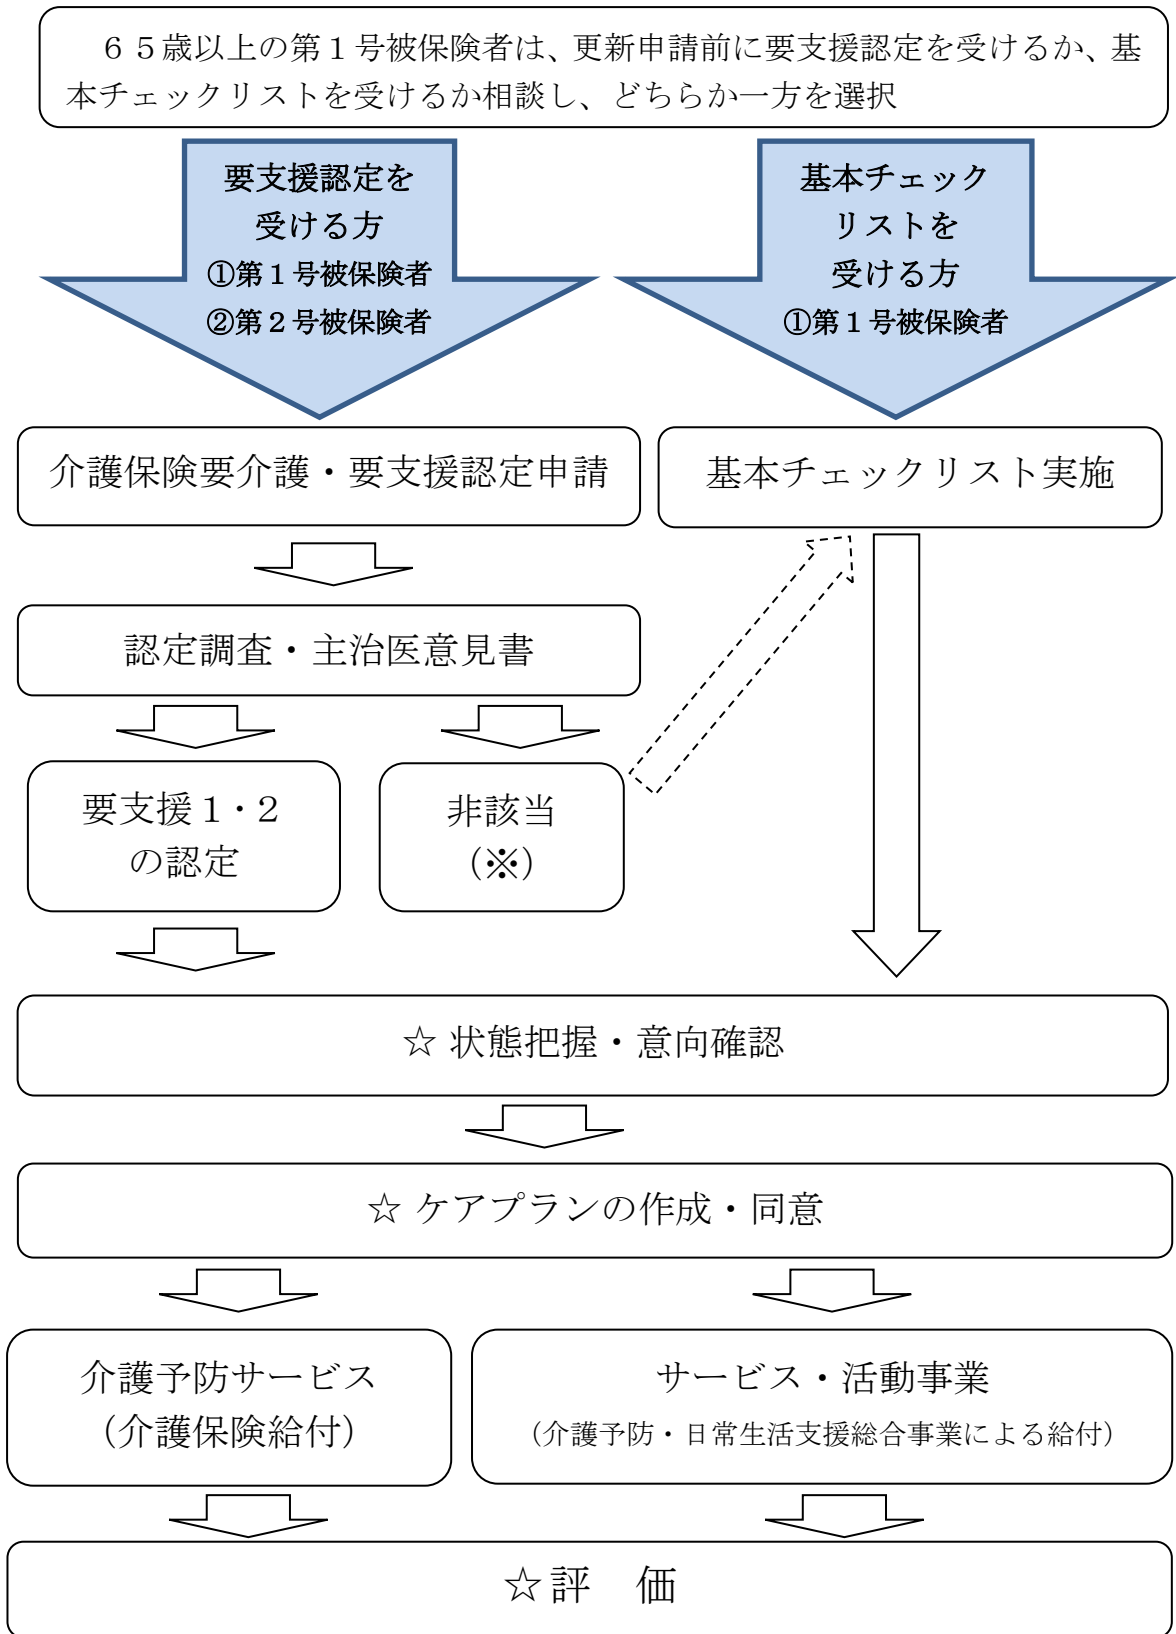 ６５歳以上の第１号被保険者は、更新申請前に要支援認定を受けるか、基
本チェックリストを受けるか相談し、どちらか一方を選択
要支援認定を
受ける方
①第１号被保険者
②第２号被保険者
基本チェック
リストを
受ける方
①第１号被保険者
介護保険要介護・要支援認定申請
基本チェックリスト実施
認定調査・主治医意見書
要支援１・２
の認定
非該当
（※）
☆ 状態把握・意向確認
☆ ケアプランの作成・同意
介護予防サービス
（介護保険給付）
サービス・活動事業
（介護予防・日常生活支援総合事業による給付）
☆評　価